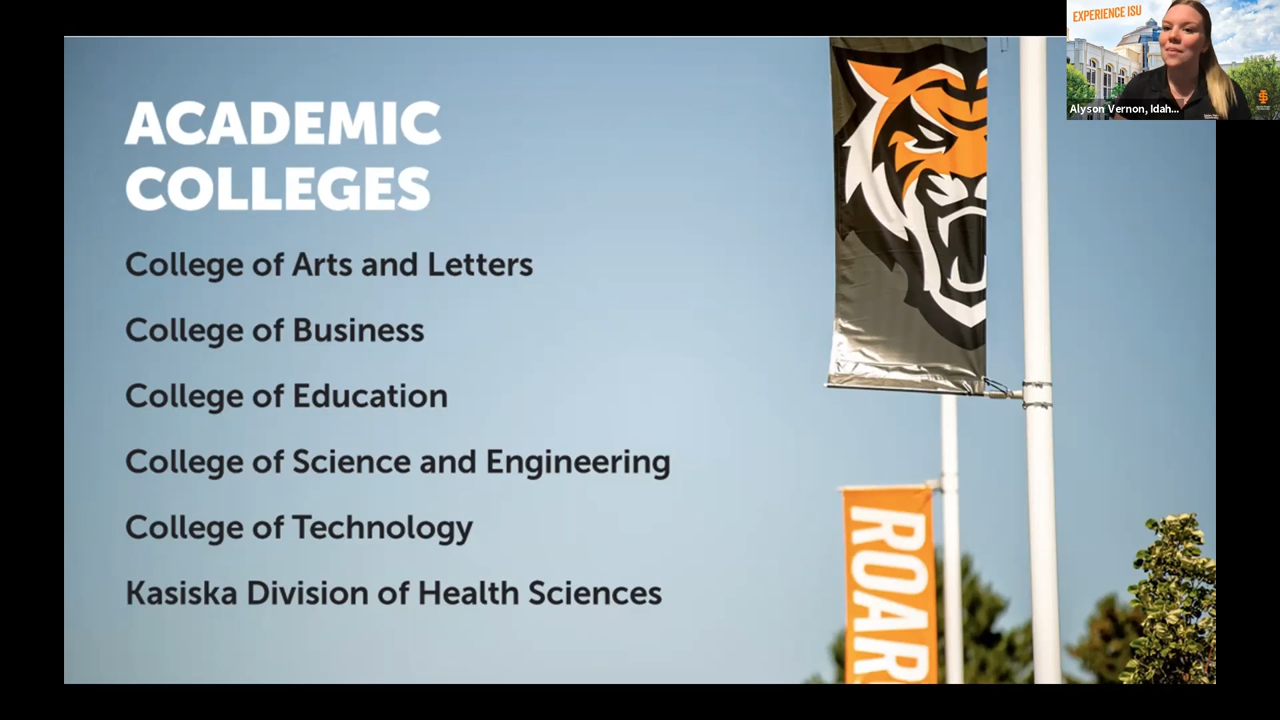 EXPERIENCE ISU
Alyson Vernon, Idah...
ACADEMIC
COLLEGES
College of Arts and Letters
College of Business
College of Education
College of Science and Engineering
College of Technology
Kasiska Division of Health Sciences
ROAR